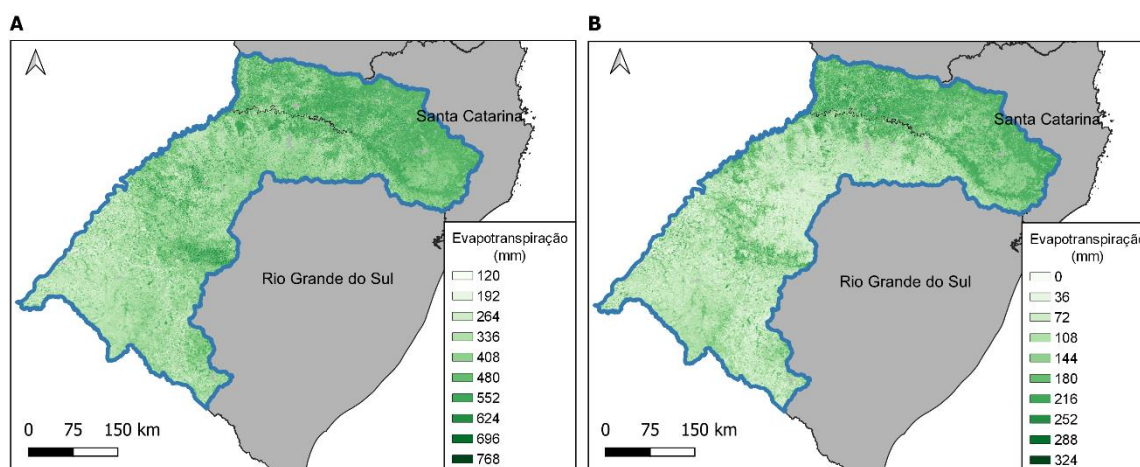 A
Santa Catarina
Rio Grande do Sul
Evapotranspiração
(mm)
120
192
264
336
408
480
552
624
696
768
0 75 150 km
B
Santa Catarina
Rio Grande do Sul
Evapotranspiração
(mm)
0
36
72
108
144
180
216
252
288
324
0 75 150 km